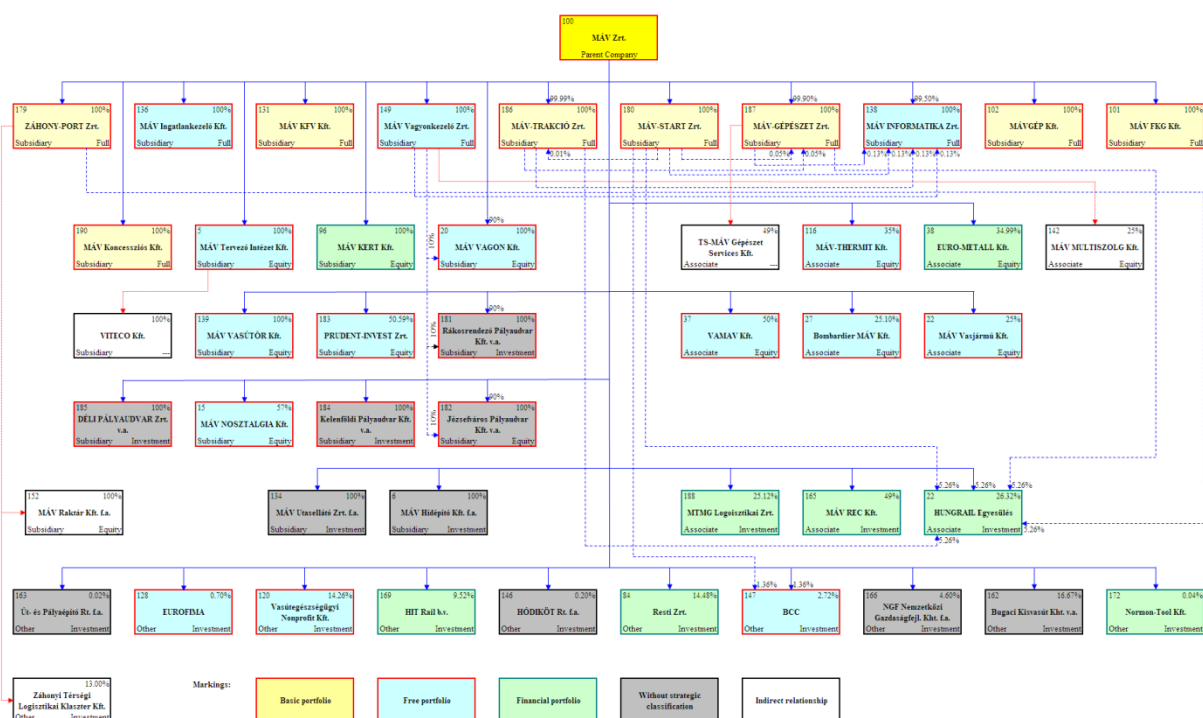 100
MÁV Zrt.
Parent Company
99.99%
99.90%
99.50%
179 100%
ZÁHONY-PORT Zrt.
Subsidiary Full
136 100%
MÁV Ingatlankezelő Kft.
Subsidiary Full
131 100%
MÁV KFV Kft.
Subsidiary Full
149 100%
MÁV Vagyonkezelő Zrt.
Subsidiary Full
186 100%
MÁV-TRAKCIÓ Zrt.
Subsidiary Full
180 100%
MÁV-START Zrt.
Subsidiary Full
187 100%
MÁV-GÉPÉSZET Zrt.
Subsidiary Full
138 100%
MÁV INFORMATIKA Zrt.
Subsidiary Full
102 100%
MÁVGÉP Kft.
Subsidiary Full
101 100%
MÁV FKG Kft.
Subsidiary Full
0.01%
0.05%
0.05%
0.13%
0.13%
0.13%
0.13%
190 100%
MÁV Koncessziós Kft.
Subsidiary Full
5 100%
MÁV Tervező Intézet Kft.
Subsidiary Equity
96 100%
MÁV KERT Kft.
Subsidiary Equity
10%
90%
20 100%
MÁV VAGON Kft.
Subsidiary Equity
49%
TS-MÁV Gépészet
Services Kft.
Associate ---
116 35%
MÁV-THERMIT Kft.
Associate Equity
38 34.99%
EURO-METALL Kft.
Associate Equity
142 25%
MÁV MULTISZOLG Kft.
Associate Equity
100%
VITECO Kft.
Subsidiary ---
139 100%
MÁV VASÚTŐR Kft.
Subsidiary Equity
183 50.59%
PRUDENT-INVEST Zrt.
Subsidiary Equity
10%
90%
181 100%
Rákosrendező Pályaudvar
Kft. v.a.
Subsidiary Investment
37 50%
VAMAV Kft.
Associate Equity
27 25.10%
Bombardier MÁV Kft.
Associate Equity
22 25%
MÁV Vasjármű Kft.
Associate Equity
185 100%
DÉLI PÁLYAUDVAR Zrt.
v.a.
Subsidiary Investment
15 57%
MÁV NOSZTALGIA Kft.
Subsidiary Equity
184 100%
Kelenföldi Pályaudvar Kft.
v.a.
Subsidiary Investment
10%
90%
182 100%
Józsefváros Pályaudvar
Kft. v.a.
Subsidiary Equity
152 100%
MÁV Raktár Kft. f.a.
Subsidiary Equity
134 100%
MÁV Utasellátó Zrt. f.a.
Subsidiary Investment
6 100%
MÁV Hídépítő Kft. f.a.
Subsidiary Investment
188 25.12%
MTMG Logoisztikai Zrt.
Associate Investment
165 49%
MÁV REC Kft.
Associate Investment
5.26%
5.26%
5.26%
22 26.32%
HUNGRAIL Egyesülés
Associate Investment
5.26%
5.26%
163 0.02%
Út- és Pályaépítő Rt. f.a.
Other Investment
128 0.70%
EUROFIMA
Other Investment
120 14.26%
Vasútegészségügyi
Nonprofit Kft.
Other Investment
169 9.52%
HIT Rail b.v.
Other Investment
146 0.20%
HÓDIKÖT Rt. f.a.
Other Investment
84 14.48%
Resti Zrt.
Other Investment
1.36%
1.36%
147 2.72%
BCC
Other Investment
166 4.60%
NGF Nemzetközi
Gazdaságfejl. Kht. f.a.
Other Investment
162 16.67%
Bugaci Kisvasút Kht. v.a.
Other Investment
172 0.04%
Normon-Tool Kft.
Other Investment
13.00%
Záhonyi Térségi
Logisztikai Klaszter Kft.
Other Investment
Markings:
Basic portfolio
Free portfolio
Financial portfolio
Without strategic
classification
Indirect relationship